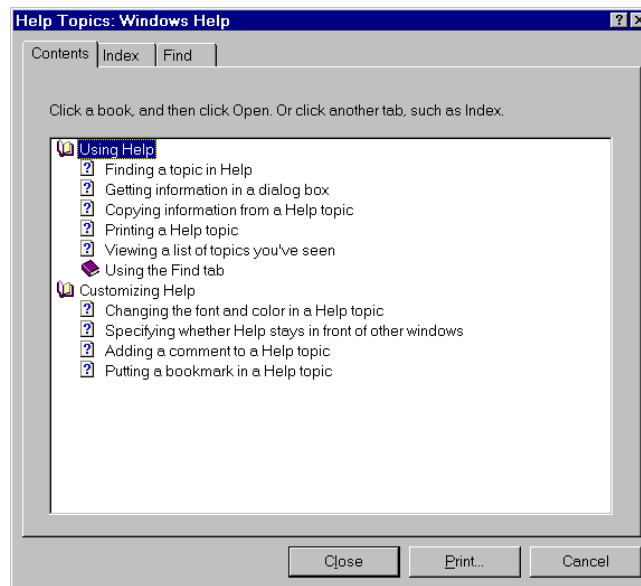 Help Topics: Windows Help
Contents Index Find
Click a book, and then click Open. Or click another tab, such as Index.
Using Help
Finding a topic in Help
Getting information in a dialog box
Copying information from a Help topic
Printing a Help topic
Viewing a list of topics you've seen
Using the Find tab
Customizing Help
Changing the font and color in a Help topic
Specifying whether Help stays in front of other windows
Adding a comment to a Help topic
Putting a bookmark in a Help topic
Close Print... Cancel